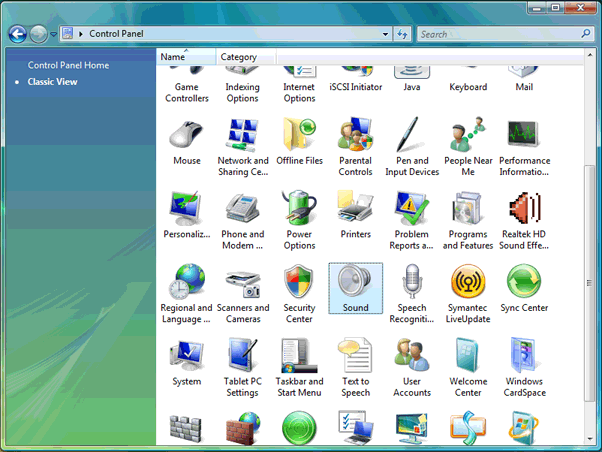 Control Panel
Search
Control Panel Home
Classic View
Name
Category
Game
Controllers
Indexing
Options
Internet
Options
iSCSI Initiator
Java
Keyboard
Mail
Mouse
Network and
Sharing Ce...
Offline Files
Parental
Controls
Pen and
Input Devices
People Near
Me
Performance
Informatio...
Personaliz...
Phone and
Modem ...
Power
Options
Printers
Problem
Reports a...
Programs
and Features
Realtek HD
Sound Effe...
Regional and
Language ...
Scanners and
Cameras
Security
Center
Sound
Speech
Recogniti...
Symantec
LiveUpdate
Sync Center
System
Tablet PC
Settings
Taskbar and
Start Menu
Text to
Speech
User
Accounts
Welcome
Center
Windows
CardSpace